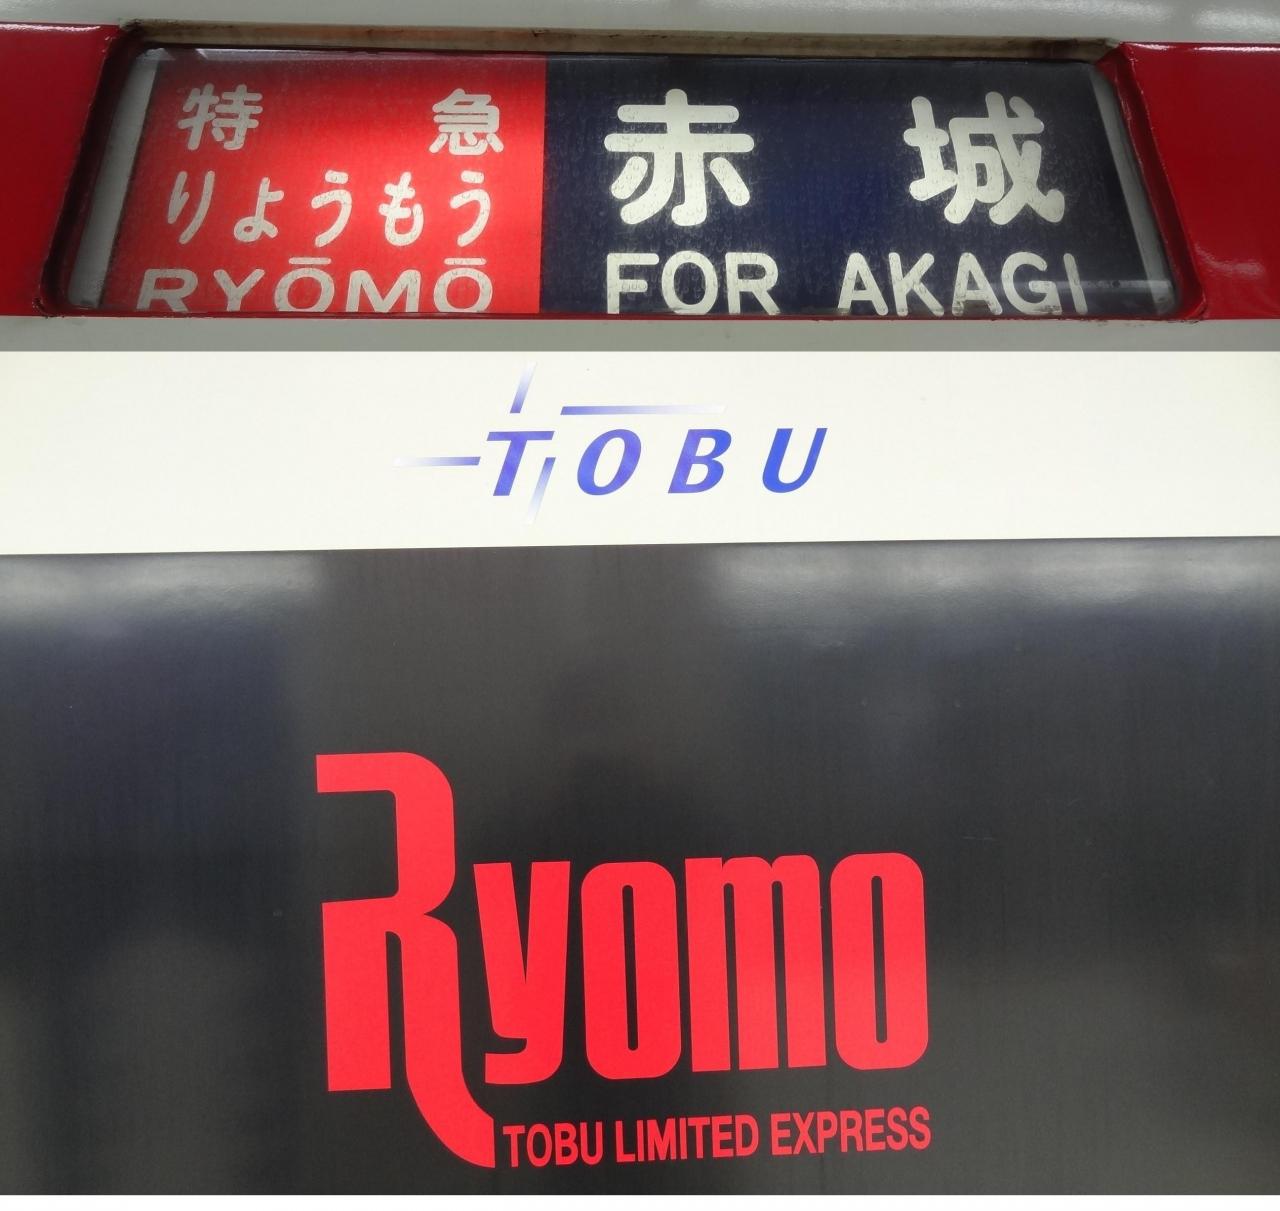 特急
りょうもう
RYŌMŌ
赤城
FOR AKAGI
TOBU
Ryomo
TOBU LIMITED EXPRESS